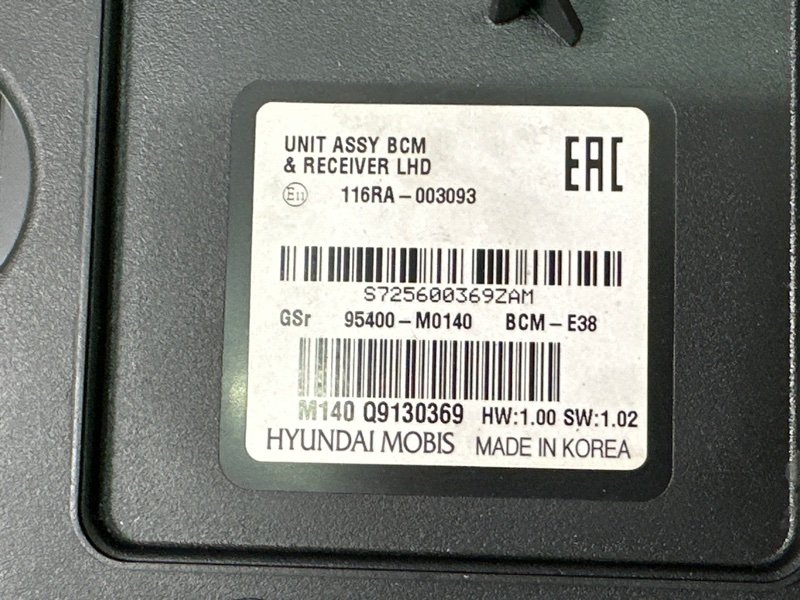 UNIT ASSY BCM
& RECEIVER LHD
EAC
E11 116RA-003093
S725600369ZAM
GSr 95400-M0140 BCM-E38
M140 Q9130369 HW:1.00 SW:1.02
HYUNDAI MOBIS MADE IN KOREA